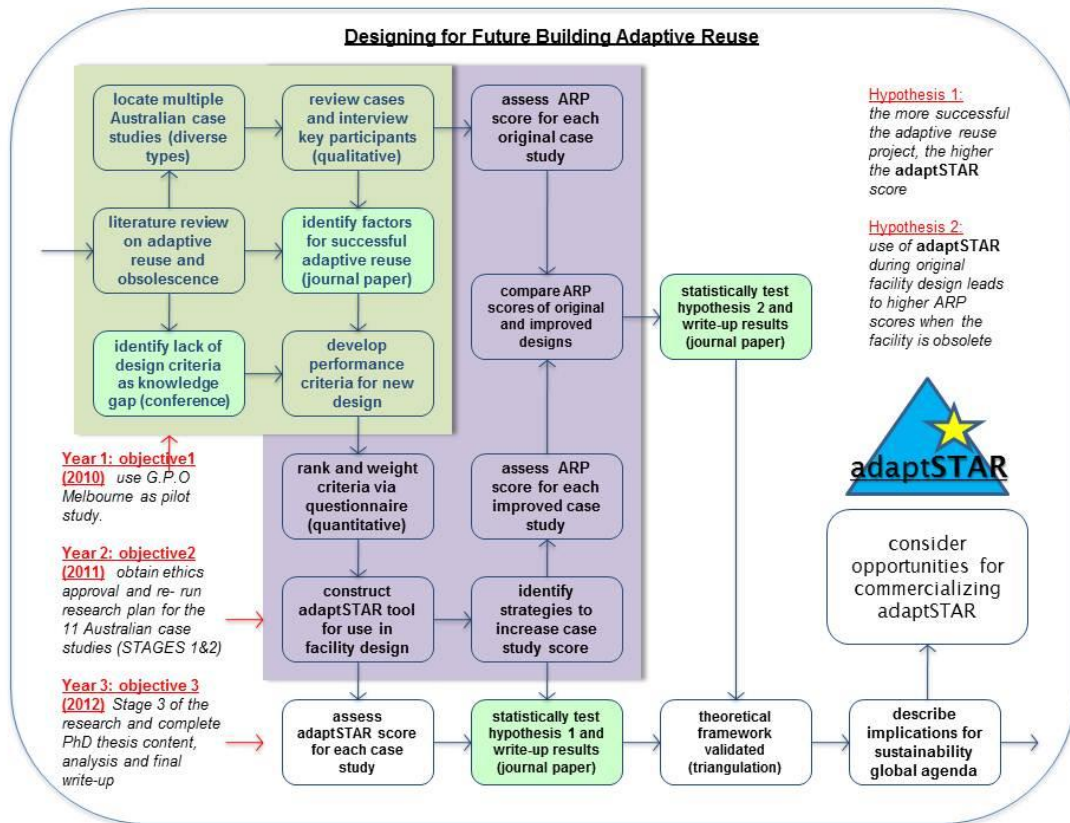 Designing for Future Building Adaptive Reuse
locate multiple
Australian case
studies (diverse
types)
review cases
and interview
key participants
(qualitative)
assess ARP
score for each
original case
study
Hypothesis 1:
the more successful
the adaptive reuse
project, the higher
the adaptSTAR
score
literature review
on adaptive
reuse and
obsolescence
identify factors
for successful
adaptive reuse
(journal paper)
Hypothesis 2:
use of adaptSTAR
during original
facility design leads
to higher ARP
scores when the
facility is obsolete
compare ARP
scores of original
and improved
designs
statistically test
hypothesis 2 and
write-up results
(journal paper)
identify lack of
design criteria
as knowledge
gap (conference)
develop
performance
criteria for new
design
adaptSTAR
Year 1: objective1
(2010) use G.P.O
Melbourne as pilot
study.
rank and weight
criteria via
questionnaire
(quantitative)
assess ARP
score for each
improved case
study
Year 2: objective2
(2011) obtain ethics
approval and re- run
research plan for the
11 Australian case
studies (STAGES 1&2)
construct
adaptSTAR tool
for use in
facility design
identify
strategies to
increase case
study score
consider
opportunities for
commercializing
adaptSTAR
Year 3: objective 3
(2012) Stage 3 of the
research and complete
PhD thesis content,
analysis and final
write-up
assess
adaptSTAR score
for each case
study
statistically test
hypothesis 1 and
write-up results
(journal paper)
theoretical
framework
validated
(triangulation)
describe
implications for
sustainability
global agenda